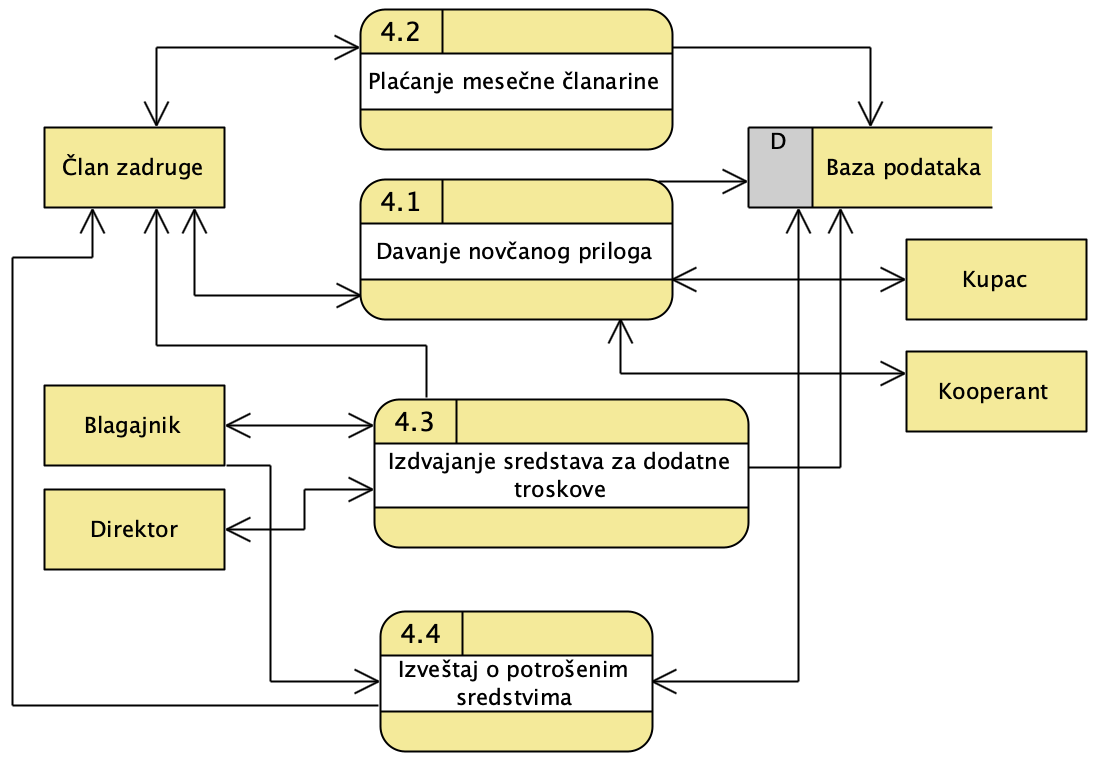 4.2
Plaćanje mesečne članarine
Član zadruge
D
Baza podataka
4.1
Davanje novčanog priloga
Kupac
Kooperant
Blagajnik
4.3
Izdvajanje sredstava za dodatne
troskove
Direktor
4.4
Izveštaj o potrošenim
sredstvima